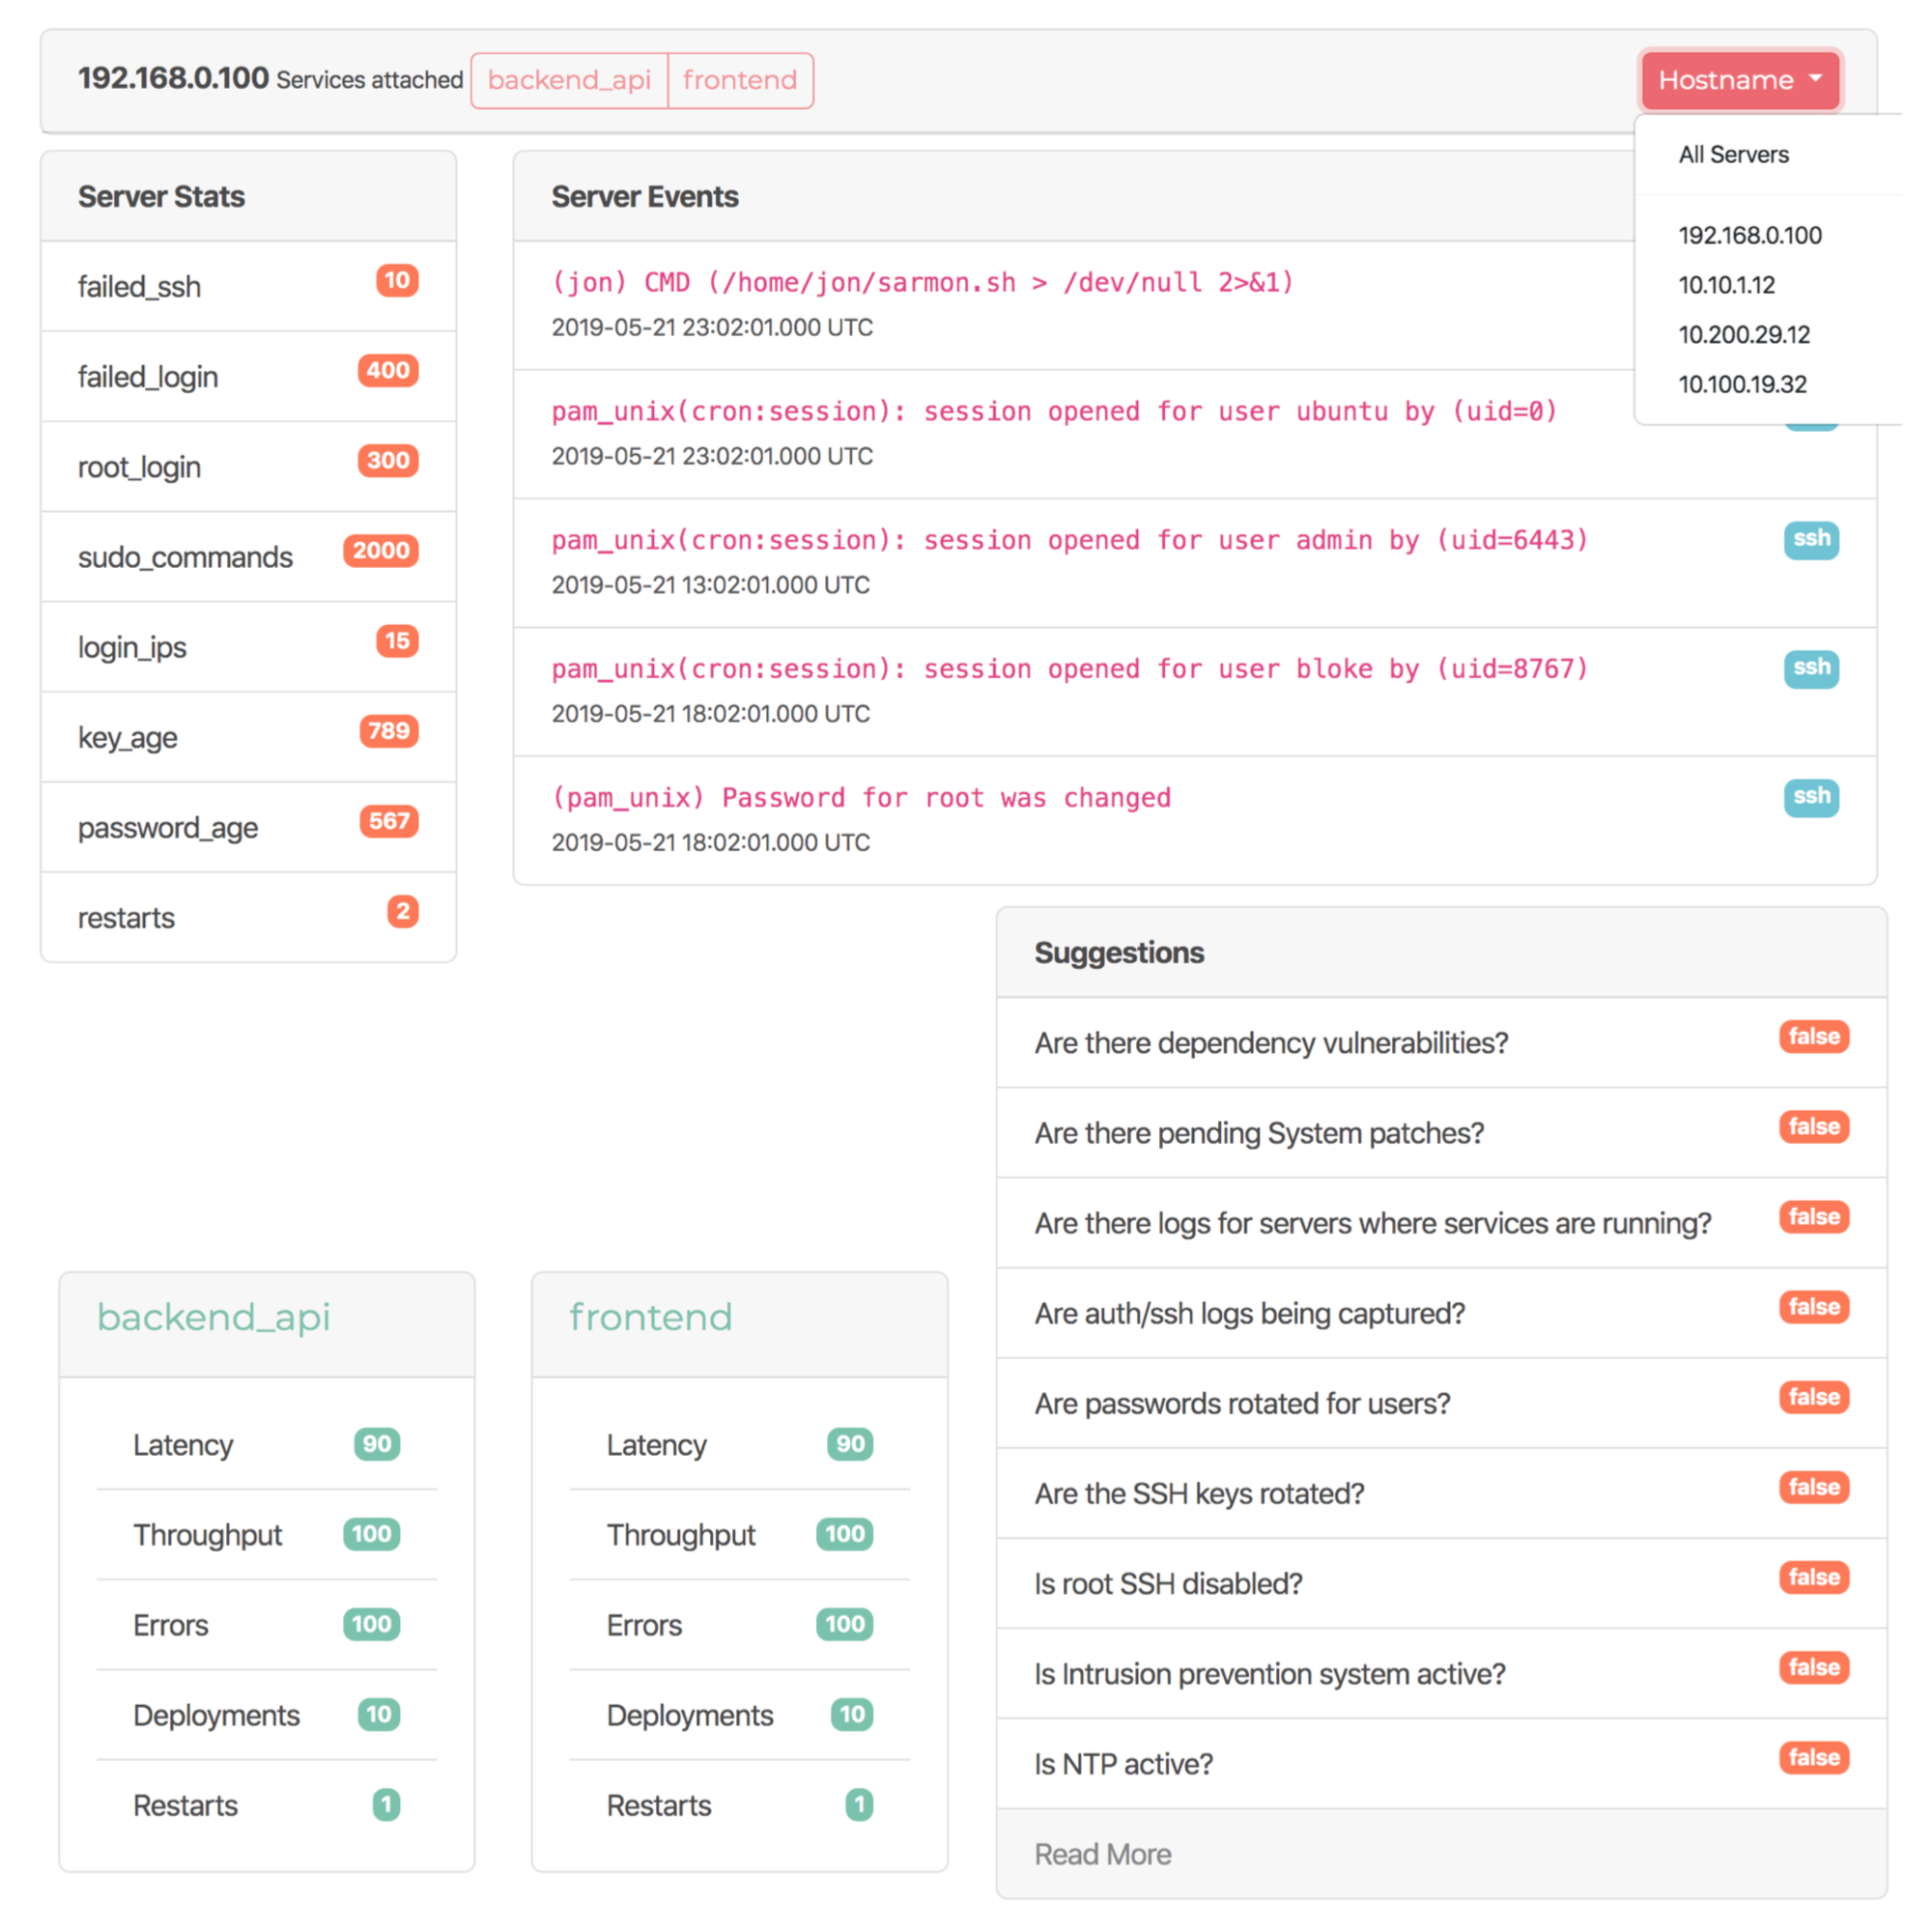 192.168.0.100 Services attached backend_api frontend
Hostname
All Servers
192.168.0.100
10.10.1.12
10.200.29.12
10.100.19.32
Server Stats
failed_ssh 10
failed_login 400
root_login 300
sudo_commands 2000
login_ips 15
key_age 789
password_age 567
restarts 2
Server Events
(jon) CMD (/home/jon/sarmon.sh > /dev/null 2>&1)
2019-05-21 23:02:01.000 UTC
pam_unix(cron:session): session opened for user ubuntu by (uid=0)
2019-05-21 23:02:01.000 UTC
pam_unix(cron:session): session opened for user admin by (uid=6443) ssh
2019-05-21 13:02:01.000 UTC
pam_unix(cron:session): session opened for user bloke by (uid=8767) ssh
2019-05-21 18:02:01.000 UTC
(pam_unix) Password for root was changed ssh
2019-05-21 18:02:01.000 UTC
backend_api
Latency 90
Throughput 100
Errors 100
Deployments 10
Restarts 1
frontend
Latency 90
Throughput 100
Errors 100
Deployments 10
Restarts 1
Suggestions
Are there dependency vulnerabilities? false
Are there pending System patches? false
Are there logs for servers where services are running? false
Are auth/ssh logs being captured? false
Are passwords rotated for users? false
Are the SSH keys rotated? false
Is root SSH disabled? false
Is Intrusion prevention system active? false
Is NTP active? false
Read More